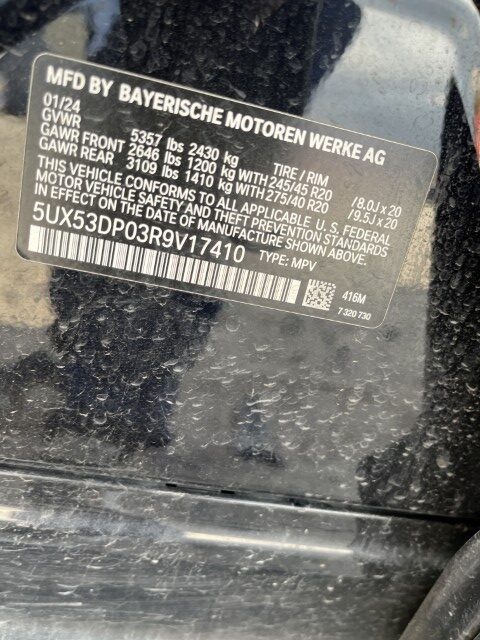 MFD BY BAYERISCHE MOTOREN WERKE AG
01/24
GVWR 5357 lbs 2430 kg TIRE / RIM
GAWR FRONT 2646 lbs 1200 kg WITH 245/45 R20 /8.0J x 20
GAWR REAR 3109 lbs 1410 kg WITH 275/40 R20 /9.5J x 20
THIS VEHICLE CONFORMS TO ALL APPLICABLE U. S. FEDERAL
MOTOR VEHICLE SAFETY AND THEFT PREVENTION STANDARDS
IN EFFECT ON THE DATE OF MANUFACTURE SHOWN ABOVE.
5UX53DP03R9V17410 TYPE: MPV
416M
7 320 730